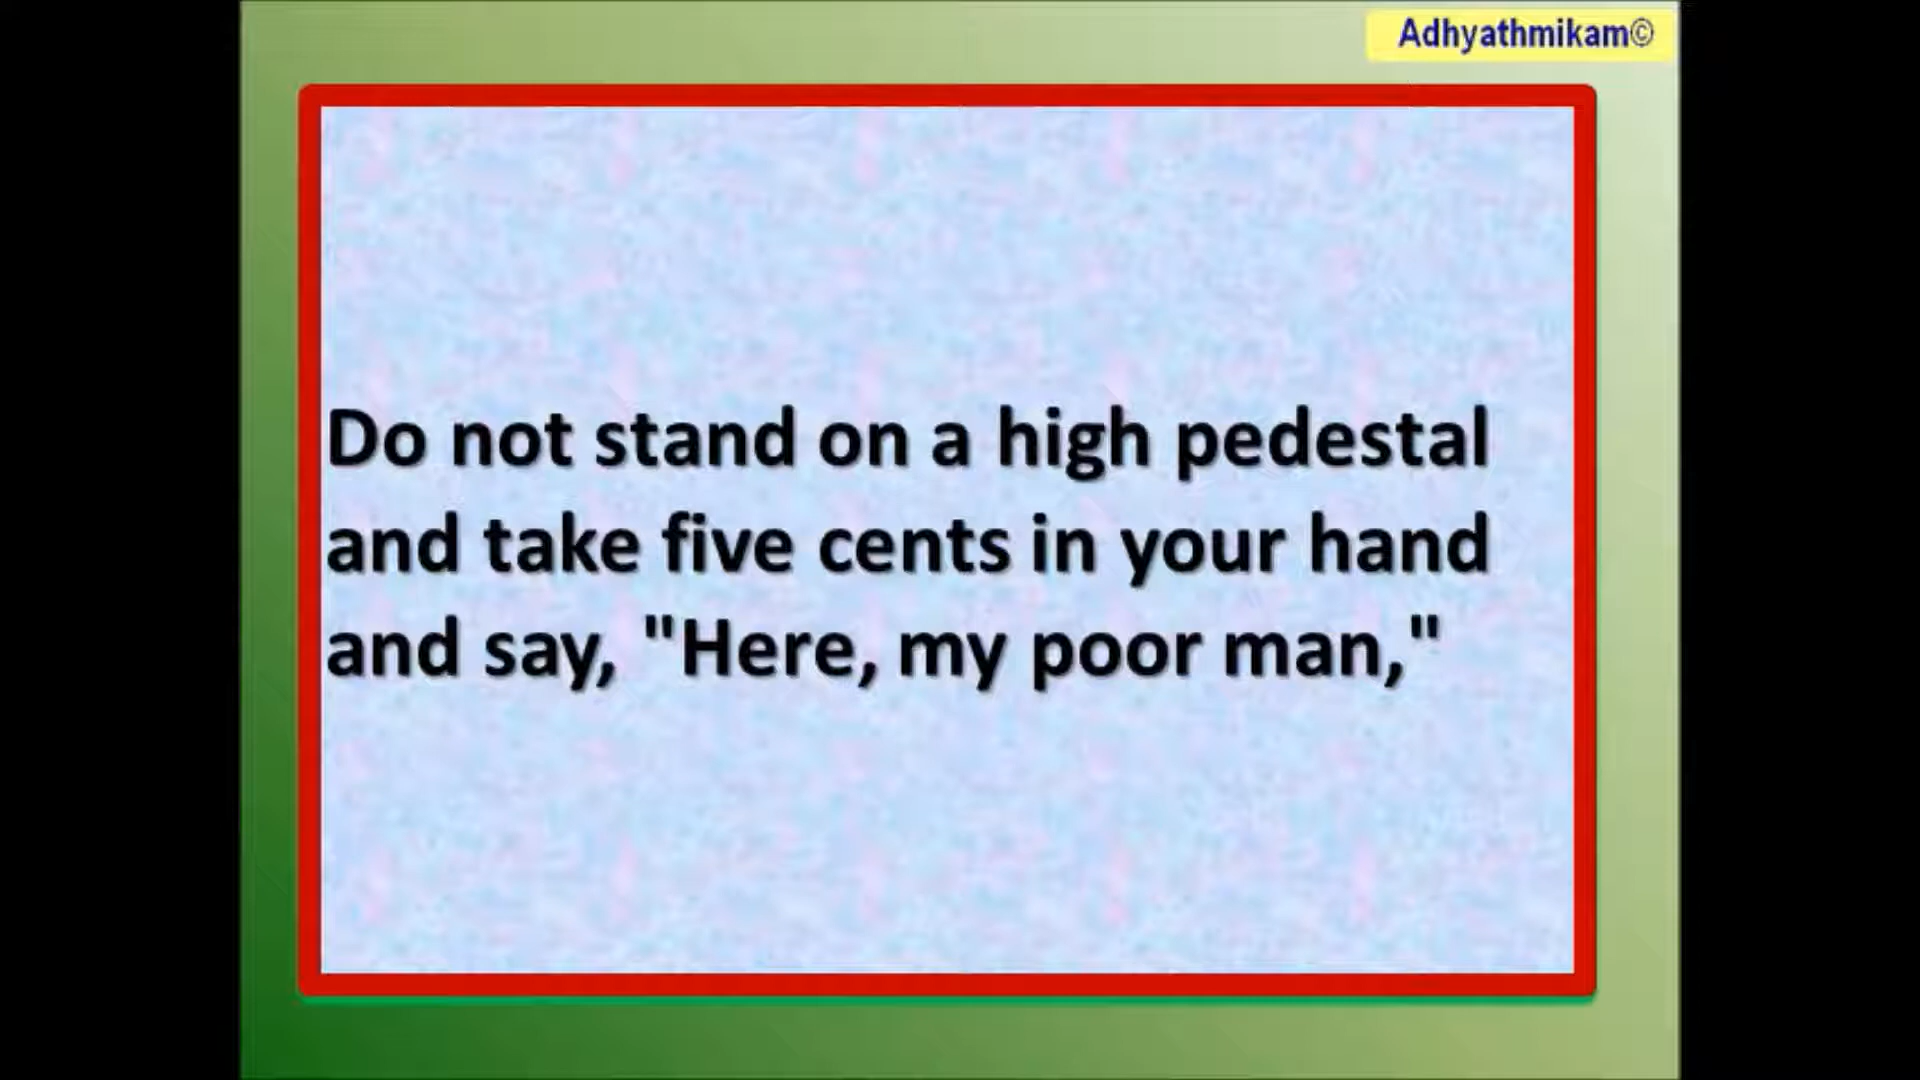 Adhyathmikam©
Do not stand on a high pedestal
and take five cents in your hand
and say, "Here, my poor man,"